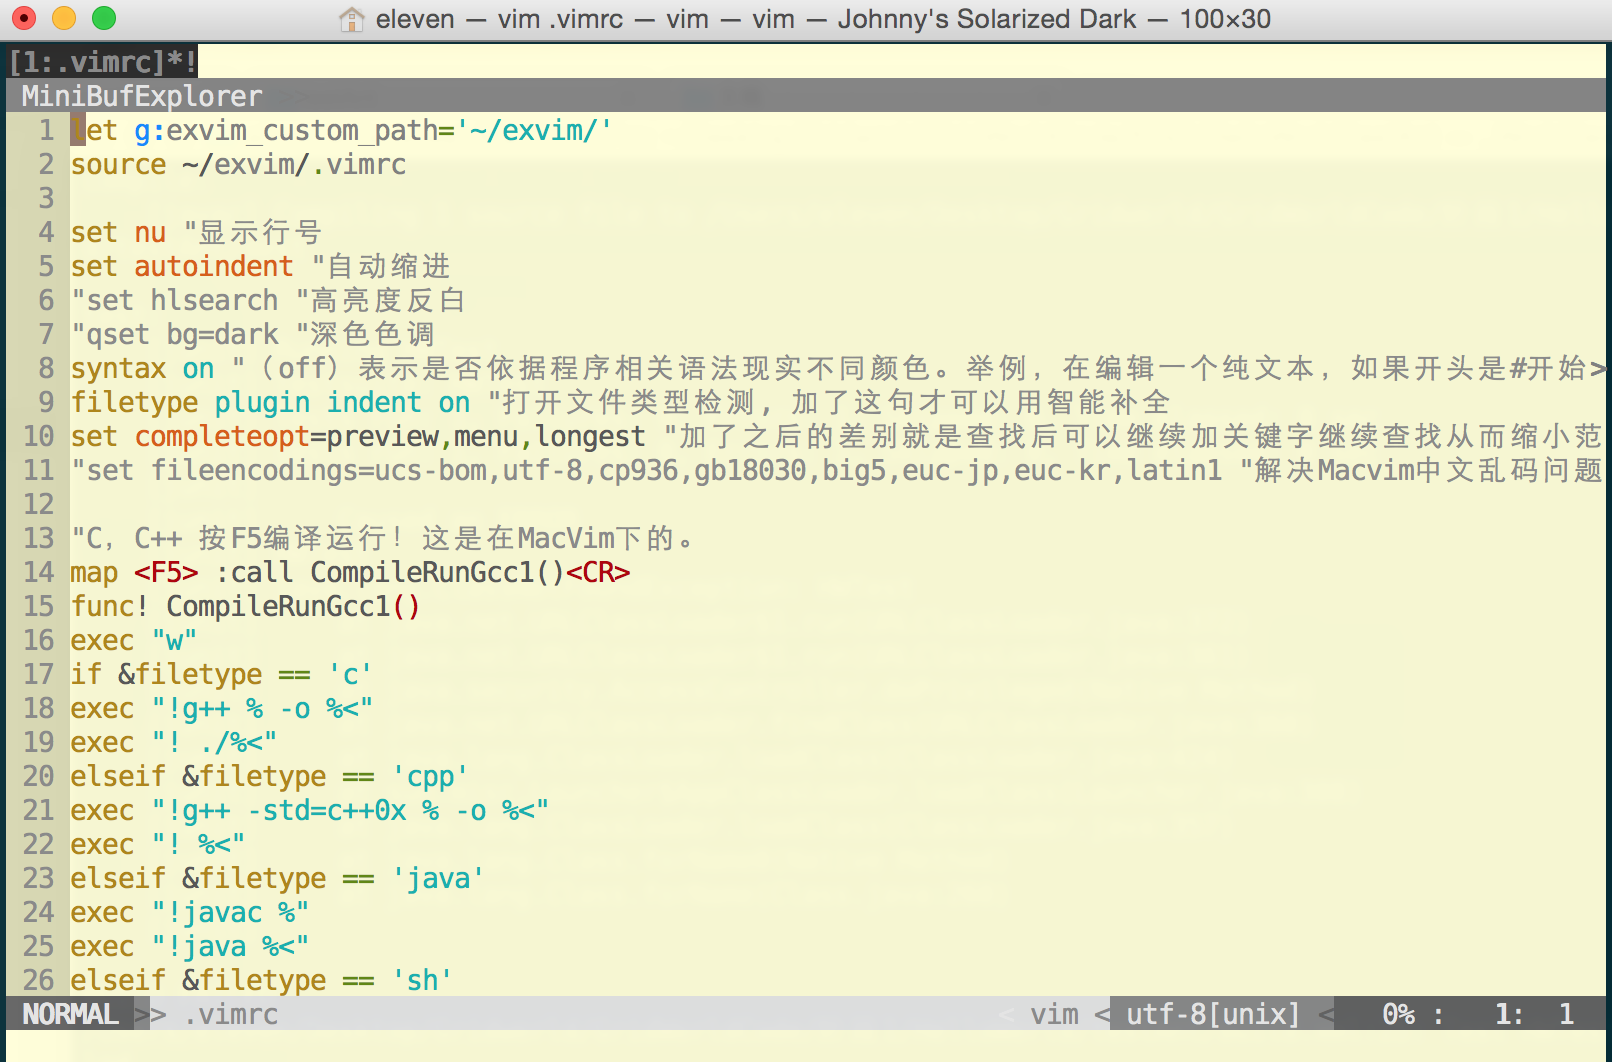 eleven — vim .vimrc — vim — vim — Johnny's Solarized Dark — 100×30
[1:.vimrc]*!
MiniBufExplorer
1 let g:exvim_custom_path='~/exvim/'
2 source ~/exvim/.vimrc
3
4 set nu "显示行号
5 set autoindent "自动缩进
6 "set hlsearch "高亮度反白
7 "qset bg=dark "深色色调
8 syntax on "（off）表示是否依据程序相关语法现实不同颜色。举例，在编辑一个纯文本，如果开头是#开始>
9 filetype plugin indent on "打开文件类型检测, 加了这句才可以用智能补全
10 set completeopt=preview,menu,longest "加了之后的差别就是查找后可以继续加关键字继续查找从而缩小范
11 "set fileencodings=ucs-bom,utf-8,cp936,gb18030,big5,euc-jp,euc-kr,latin1 "解决Macvim中文乱码问题
12
13 "C，C++ 按F5编译运行！这是在MacVim下的。
14 map <F5> :call CompileRunGcc1()<CR>
15 func! CompileRunGcc1()
16 exec "w"
17 if &filetype == 'c'
18 exec "!g++ % -o %<"
19 exec "! ./%<"
20 elseif &filetype == 'cpp'
21 exec "!g++ -std=c++0x % -o %<"
22 exec "! %<"
23 elseif &filetype == 'java'
24 exec "!javac %"
25 exec "!java %<"
26 elseif &filetype == 'sh'
NORMAL >> .vimrc < vim < utf-8[unix] < 0% : 1: 1